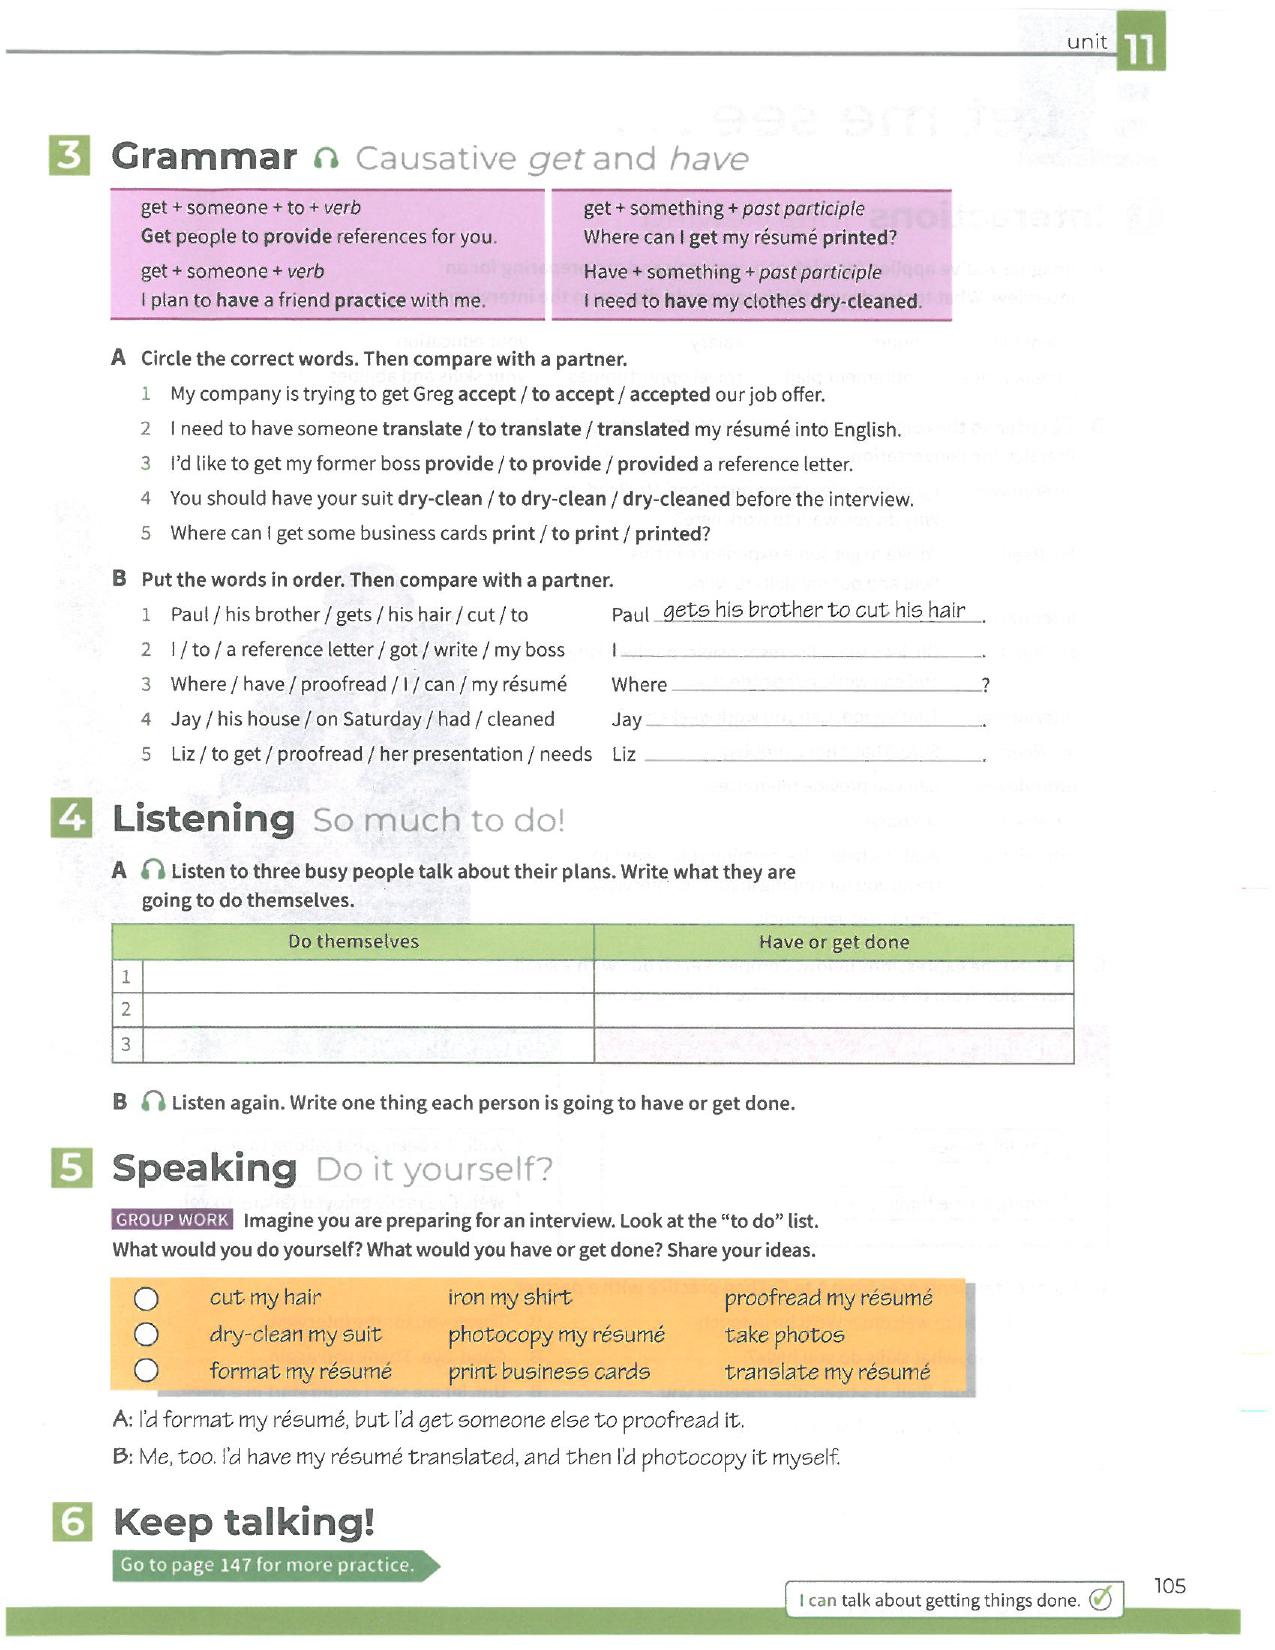 unit 11
3 Grammar Causative get and have
get + someone + to + verb
Get people to provide references for you.
get + someone + verb
I plan to have a friend practice with me.
get + something + past participle
Where can I get my résumé printed?
Have + something + past participle
I need to have my clothes dry-cleaned.
A Circle the correct words. Then compare with a partner.
1 My company is trying to get Greg accept / to accept / accepted our job offer.
2 I need to have someone translate / to translate / translated my résumé into English.
3 I'd like to get my former boss provide / to provide / provided a reference letter.
4 You should have your suit dry-clean / to dry-clean / dry-cleaned before the interview.
5 Where can I get some business cards print / to print / printed?
B Put the words in order. Then compare with a partner.
1 Paul / his brother / gets / his hair / cut / to Paul gets his brother to cut his hair.
2 I / to / a reference letter / got / write / my boss I ______.
3 Where / have / proofread / I / can / my résumé Where ______?
4 Jay / his house / on Saturday / had / cleaned Jay ______.
5 Liz / to get / proofread / her presentation / needs Liz ______.
4 Listening So much to do!
A Listen to three busy people talk about their plans. Write what they are
going to do themselves.
Do themselves Have or get done
1
2
3
B Listen again. Write one thing each person is going to have or get done.
5 Speaking Do it yourself?
GROUP WORK Imagine you are preparing for an interview. Look at the "to do" list.
What would you do yourself? What would you have or get done? Share your ideas.
cut my hair iron my shirt proofread my résumé
dry-clean my suit photocopy my résumé take photos
format my résumé print business cards translate my résumé
A: I'd format my résumé, but I'd get someone else to proofread it.
B: Me, too. I'd have my résumé translated, and then I'd photocopy it myself.
6 Keep talking!
Go to page 147 for more practice.
I can talk about getting things done.
105